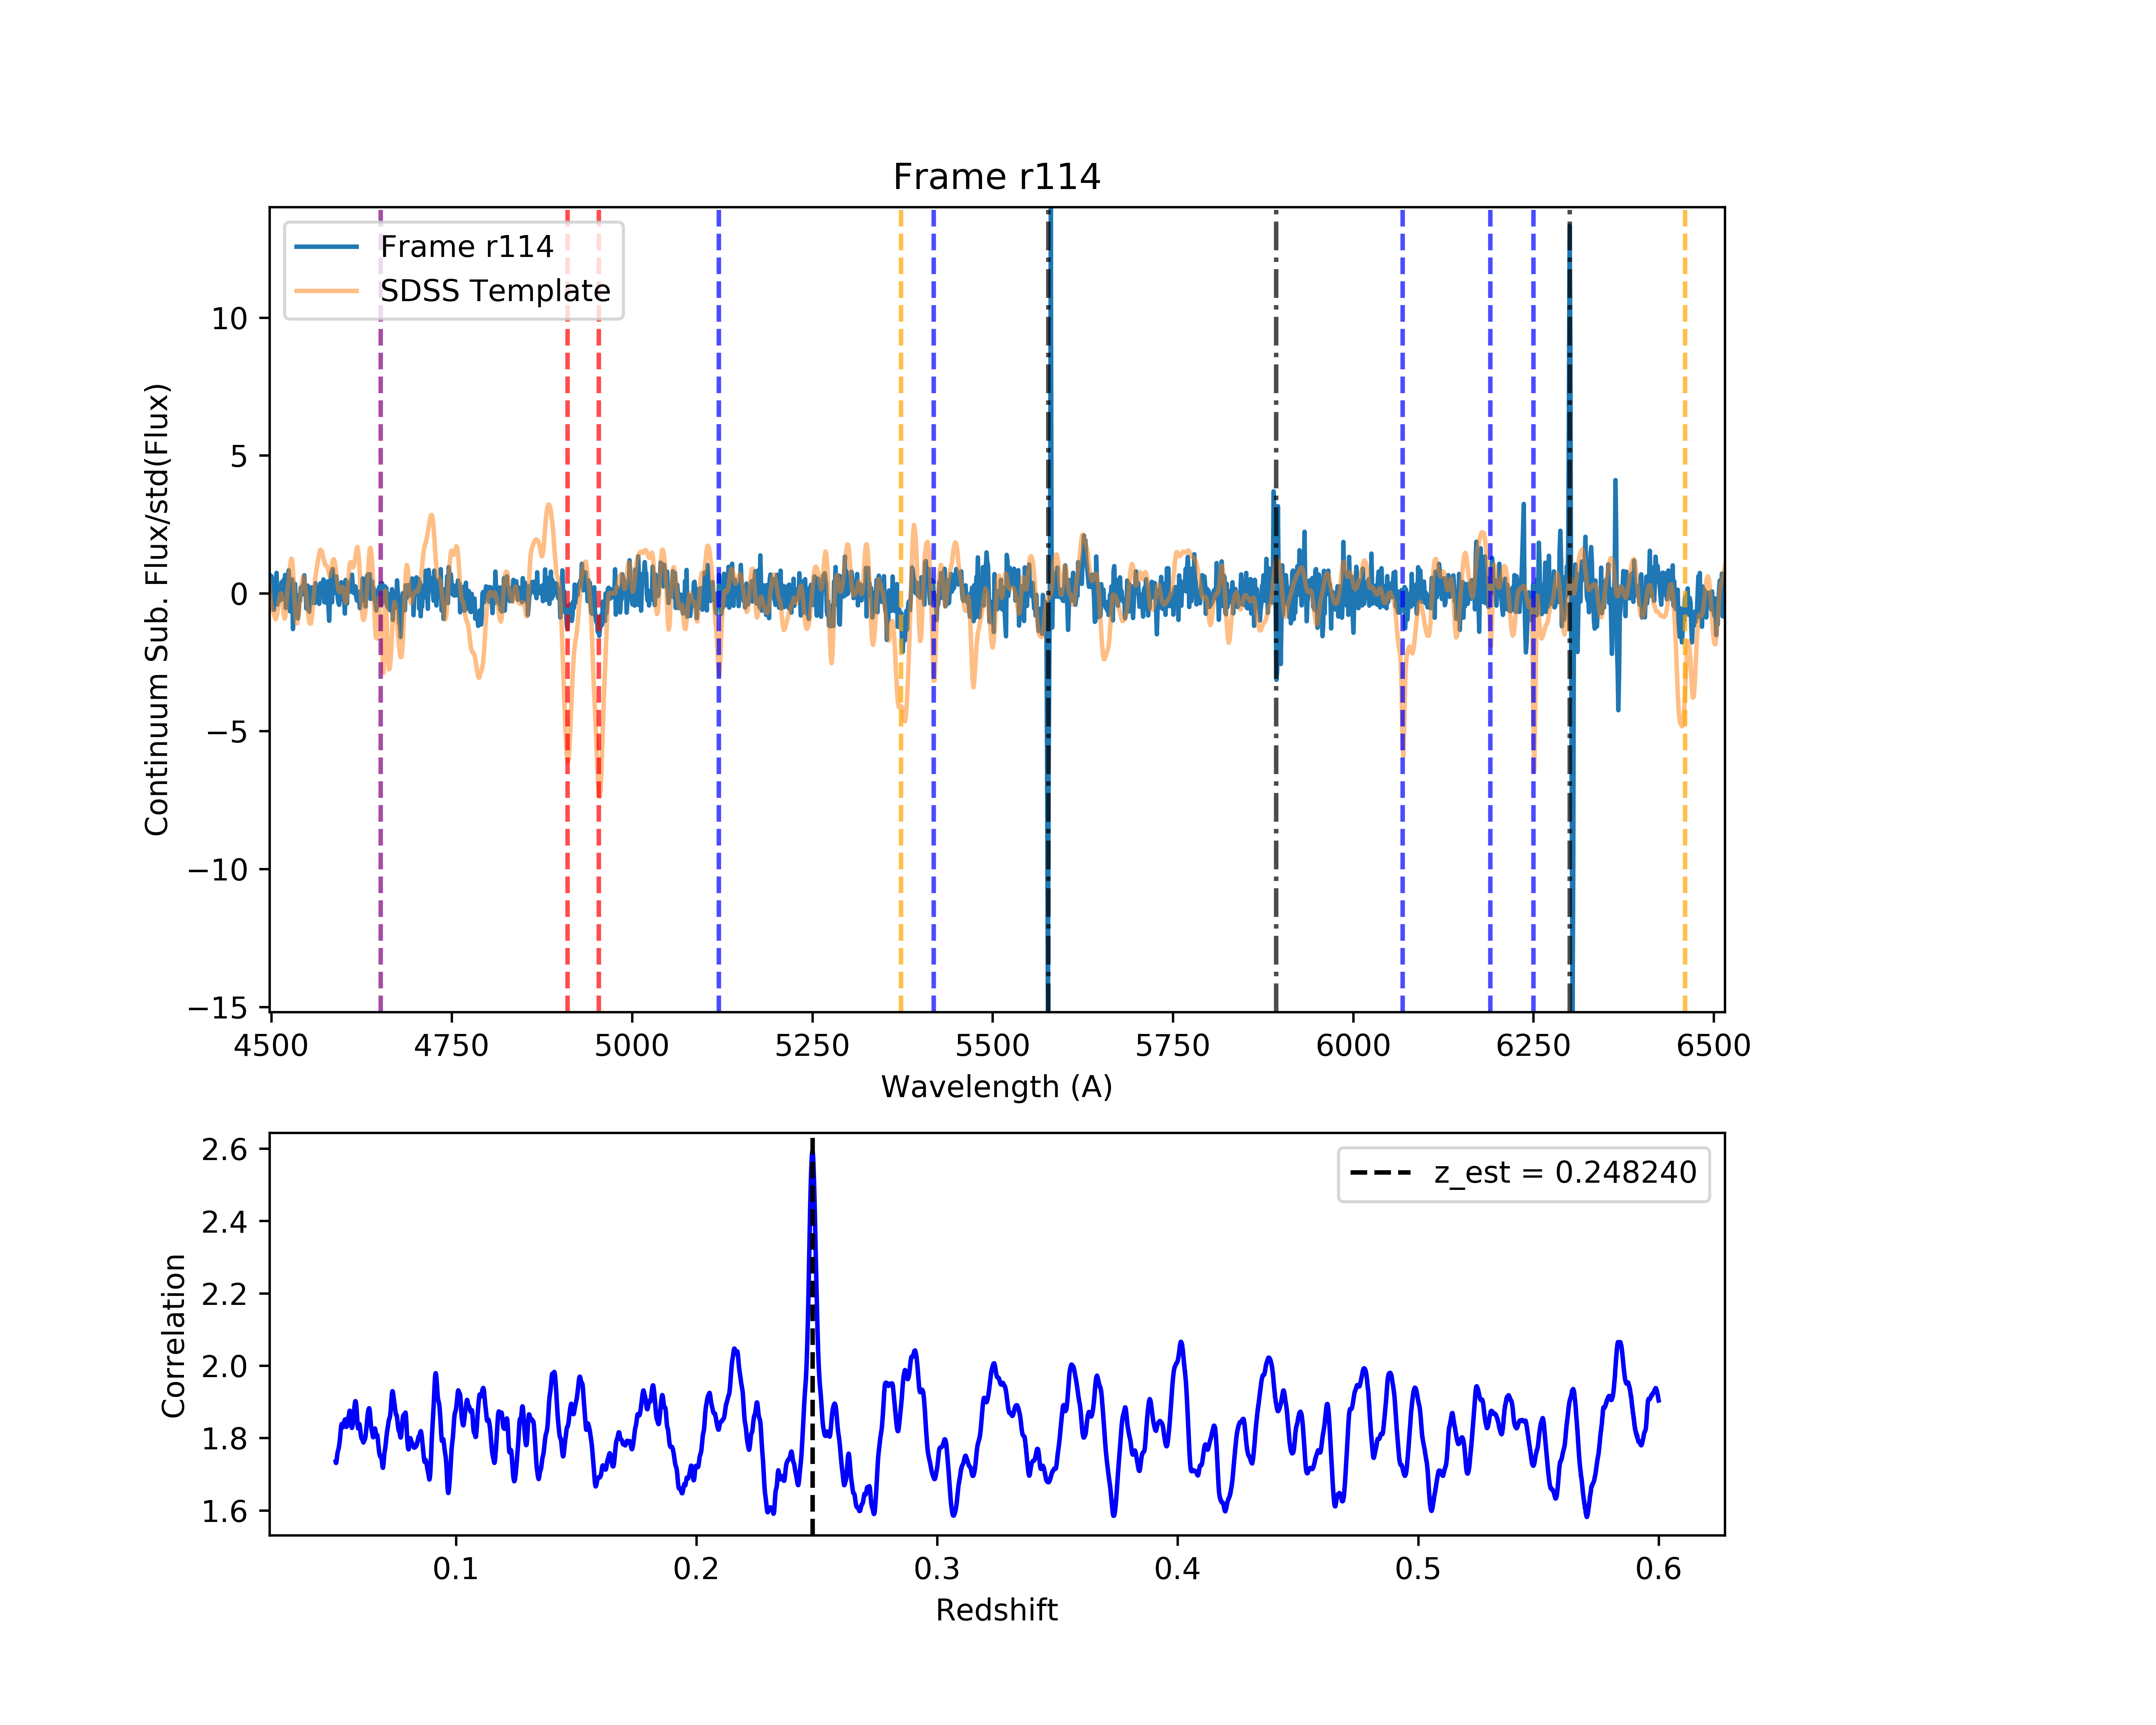 Frame r114
Frame r114
SDSS Template
10
5
0
−5
−10
−15
Continuum Sub. Flux/std(Flux)
4500 4750 5000 5250 5500 5750 6000 6250 6500
Wavelength (A)
z_est = 0.248240
2.6
2.4
2.2
2.0
1.8
1.6
Correlation
0.1 0.2 0.3 0.4 0.5 0.6
Redshift